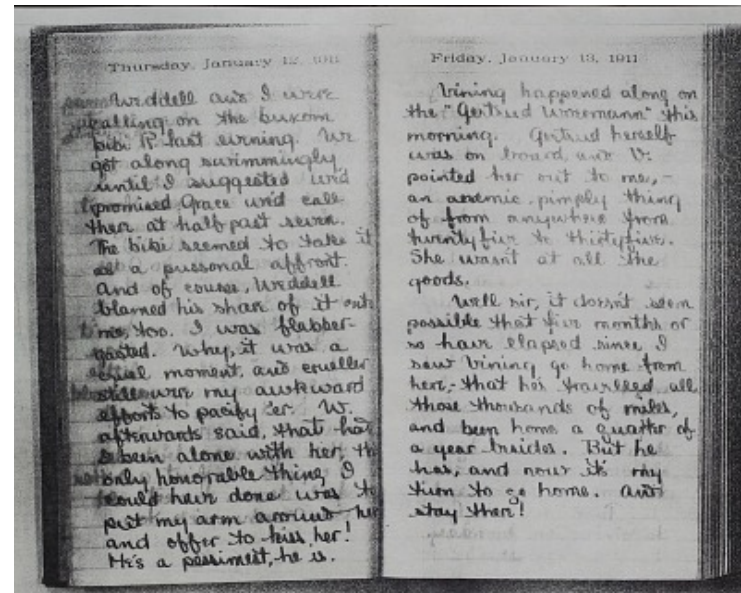 Thursday, January 12, 1911
Weddell and I were
calling on the buxom
bibi P. last evening. We
got along swimmingly
until I suggested we'd
promised Grace we'd call
there at half past seven.
The bibi seemed to take it
as a pussonal affront.
And of course, Weddell
blamed his share of it onto
me, too. I was flabber-
gasted. Why, it was a
cruel moment, and crueller
still were my awkward
efforts to pacify 'er. W.
afterwards said, that had
I been alone with her, the
only honorable thing I
could have done was to
put my arm around her
and offer to kiss her!
He's a pessimest, he is.
Friday, January 13, 1911
Vining happened along on
the "Gertrud Woermann" this
morning. Gertrud herself
was on board, and V.
pointed her out to me,-
an anemic, pimply thing
of from anywhere from
twentyfive to thirtyfive.
She wasn't at all the
goods.
Well sir, it doesn't seem
possible that five months or
so have elapsed since I
saw Vining go home from
here,- that he's travelled all
those thousands of miles,
and been home a quarter of
a year besides. But he
has, and now it's my
turn to go home. And
stay there!